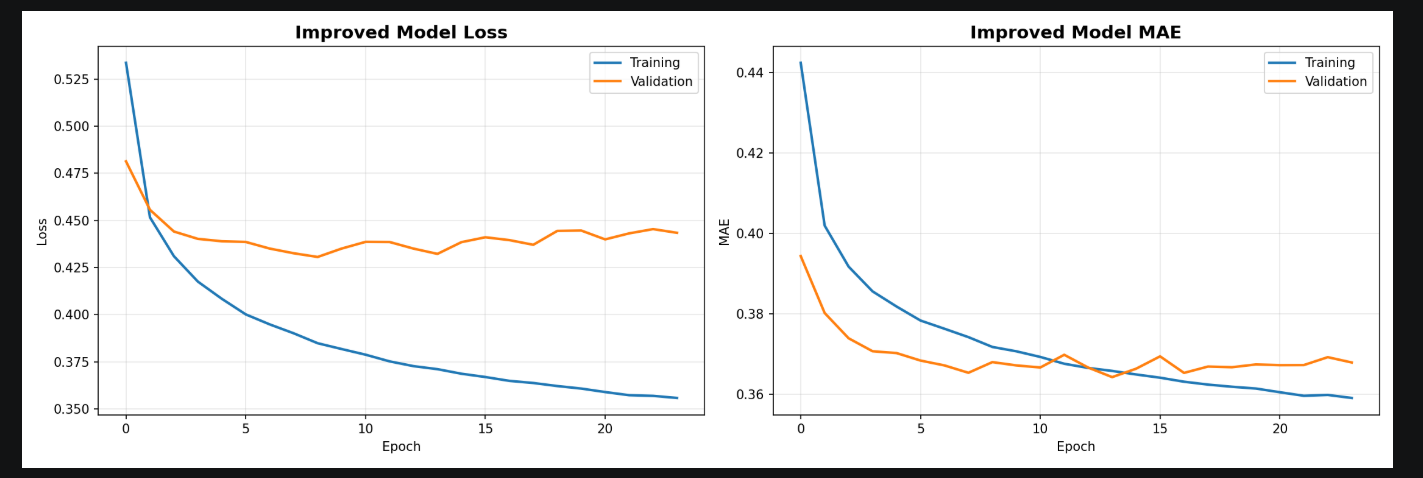 Improved Model Loss
Training
Validation
0.525
0.500
0.475
0.450
0.425
0.400
0.375
0.350
Loss
0
5
10
15
20
Epoch
Improved Model MAE
Training
Validation
0.44
0.42
0.40
0.38
0.36
MAE
0
5
10
15
20
Epoch